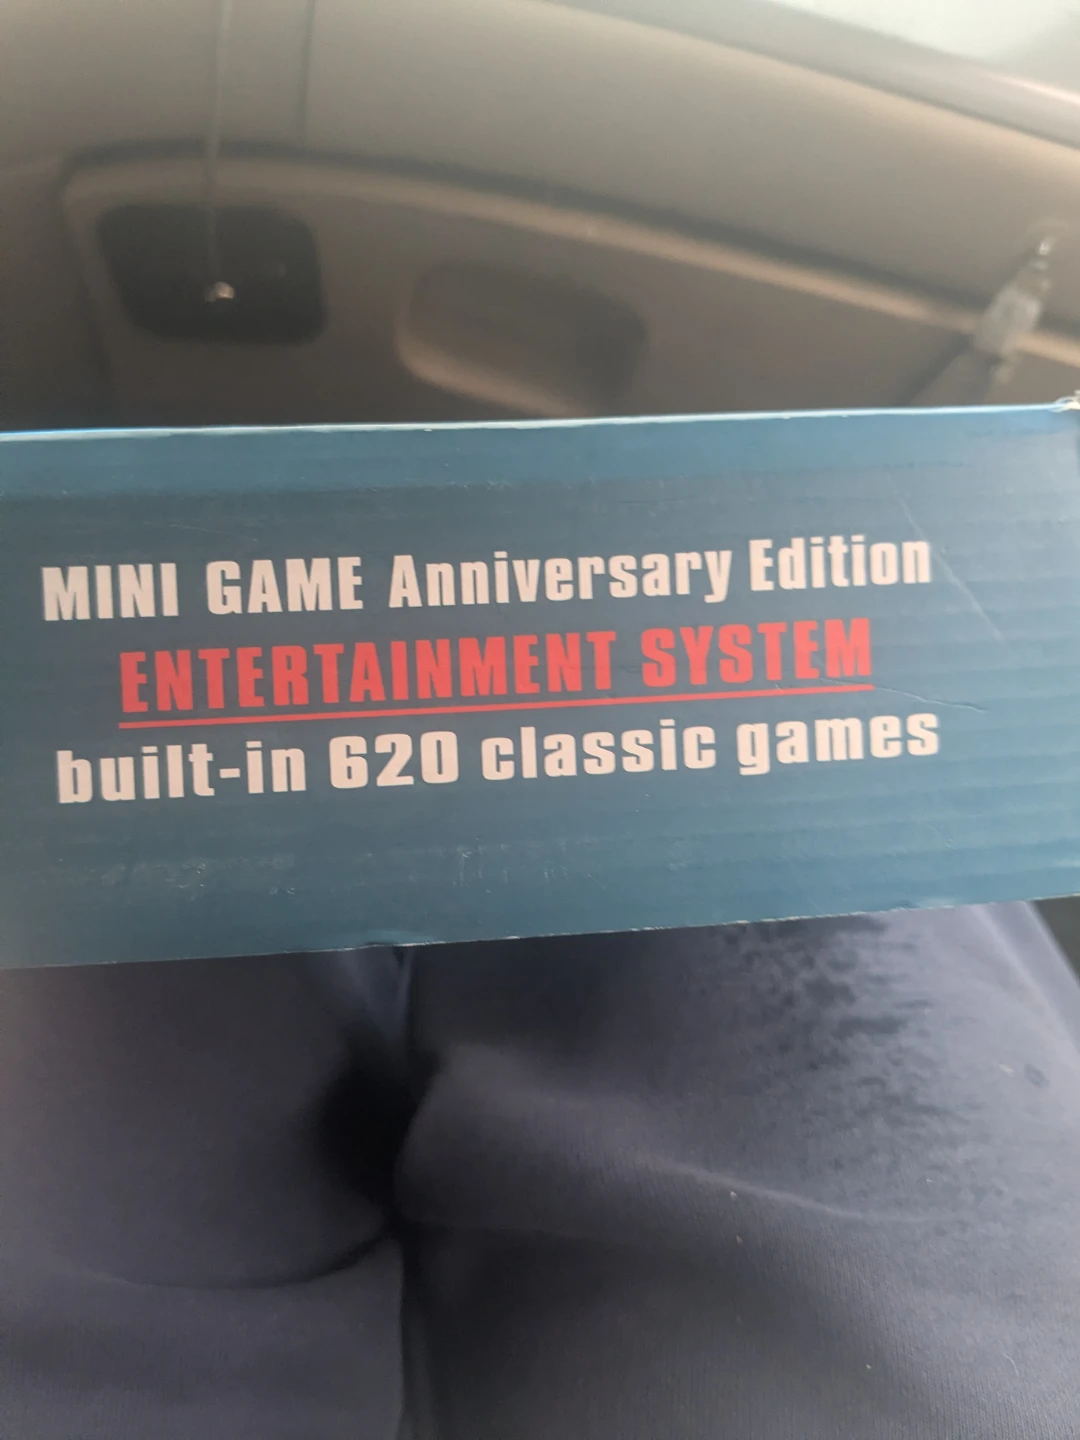 MINI GAME Anniversary Edition
ENTERTAINMENT SYSTEM
built-in 620 classic games